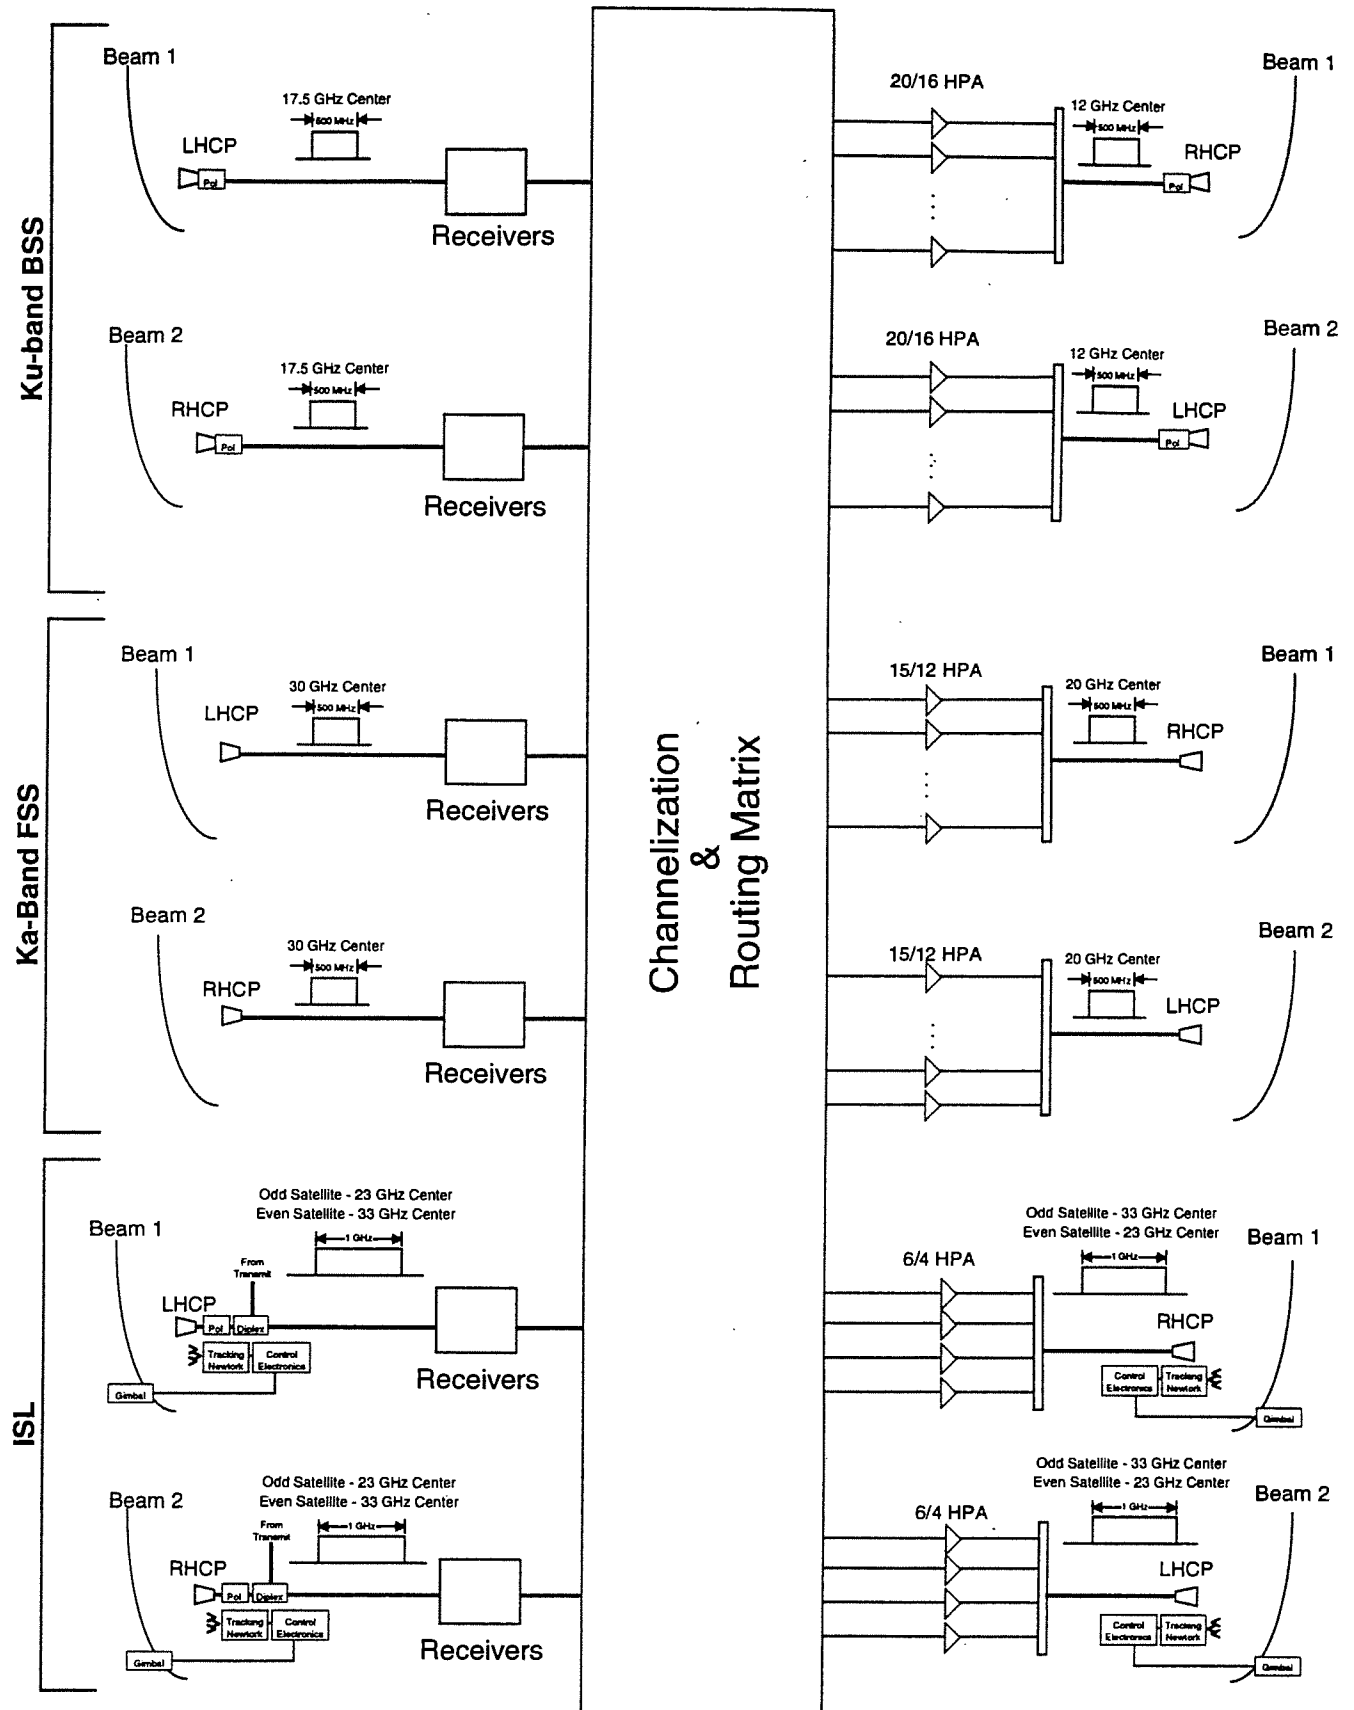 Ku-band BSS
Beam 1
LHCP
Pol
17.5 GHz Center
500 MHz
Receivers
20/16 HPA
12 GHz Center
500 MHz
RHCP
Pol
Beam 1
Beam 2
RHCP
Pol
17.5 GHz Center
500 MHz
Receivers
20/16 HPA
12 GHz Center
500 MHz
LHCP
Pol
Beam 2
Channelization
&
Routing Matrix
Ka-Band FSS
Beam 1
LHCP
30 GHz Center
500 MHz
Receivers
15/12 HPA
20 GHz Center
500 MHz
RHCP
Beam 1
Beam 2
RHCP
30 GHz Center
500 MHz
Receivers
15/12 HPA
20 GHz Center
500 MHz
LHCP
Beam 2
ISL
Beam 1
Odd Satellite - 23 GHz Center
Even Satellite - 33 GHz Center
1 GHz
From
Transmit
LHCP
Pol
Diplex
Tracking
Newtork
Control
Electronics
Gimbal
Receivers
6/4 HPA
Odd Satellite - 33 GHz Center
Even Satellite - 23 GHz Center
1 GHz
RHCP
Control
Electronics
Tracking
Newtork
Gimbal
Beam 1
Beam 2
Odd Satellite - 23 GHz Center
Even Satellite - 33 GHz Center
1 GHz
From
Transmit
RHCP
Pol
Diplex
Tracking
Newtork
Control
Electronics
Gimbal
Receivers
6/4 HPA
Odd Satellite - 33 GHz Center
Even Satellite - 23 GHz Center
1 GHz
LHCP
Control
Electronics
Tracking
Newtork
Gimbal
Beam 2